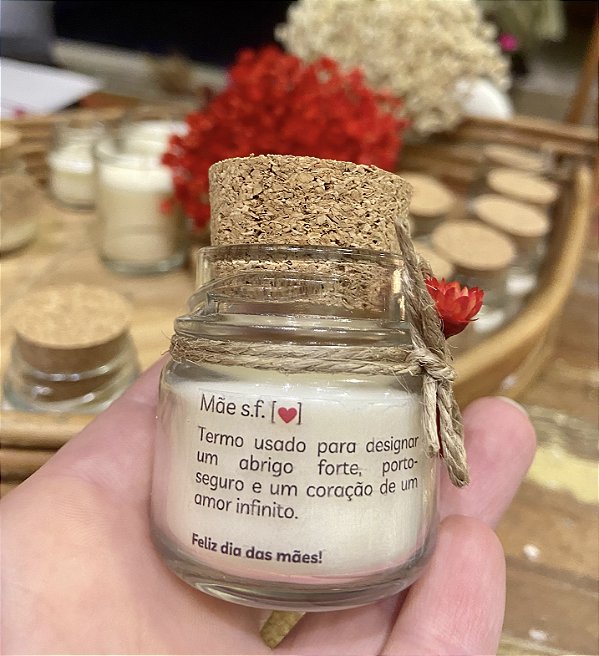 Mãe s.f. [❤]
Termo usado para designar
um abrigo forte, porto-
seguro e um coração de um
amor infinito.
Feliz dia das mães!